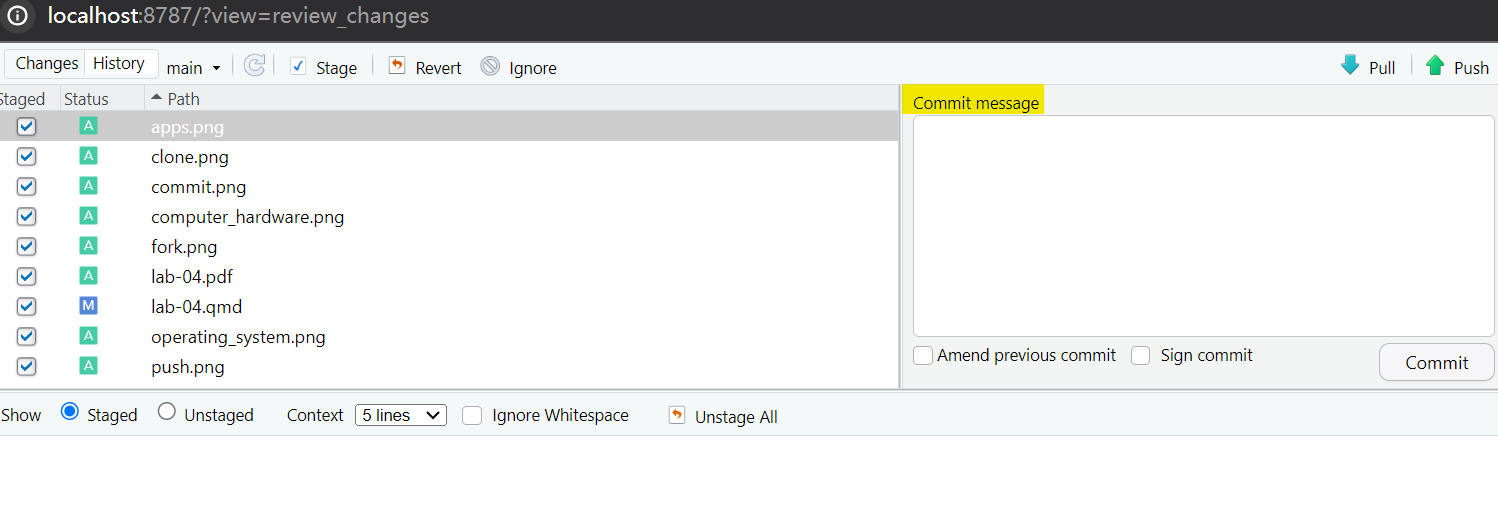 localhost:8787/?view=review_changes
Changes History main Stage Revert Ignore Pull Push
Staged Status Path
Commit message
A apps.png
A clone.png
A commit.png
A computer_hardware.png
A fork.png
A lab-04.pdf
M lab-04.qmd
A operating_system.png
A push.png
Amend previous commit Sign commit Commit
Show Staged Unstaged Context 5 lines Ignore Whitespace Unstage All